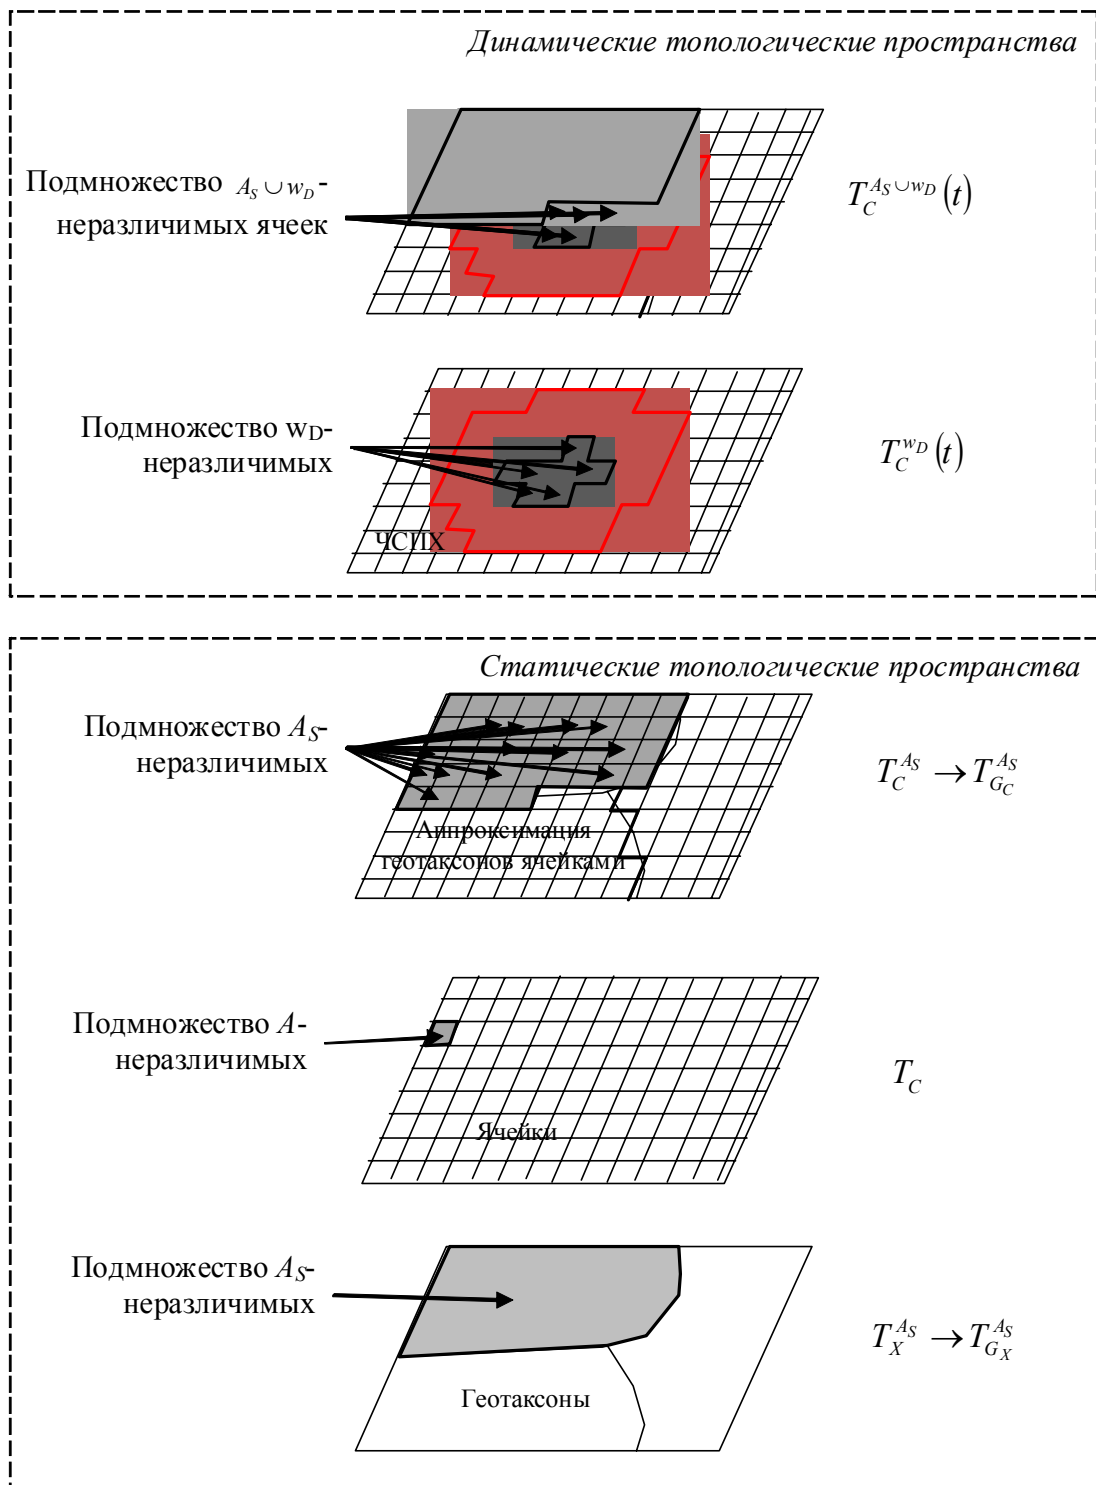 Динамические топологические пространства
Подмножество A_S ∪ w_D-
неразличимых ячеек
T_C^{A_S ∪ w_D}(t)
Подмножество w_D-
неразличимых
T_C^{w_D}(t)
ЧСПХ
Статические топологические пространства
Подмножество A_S-
неразличимых
T_C^{A_S} → T_{G_C}^{A_S}
Аппроксимация
геотаксонов ячейками
Подмножество A-
неразличимых
T_C
Ячейки
Подмножество A_S-
неразличимых
T_X^{A_S} → T_{G_X}^{A_S}
Геотаксоны